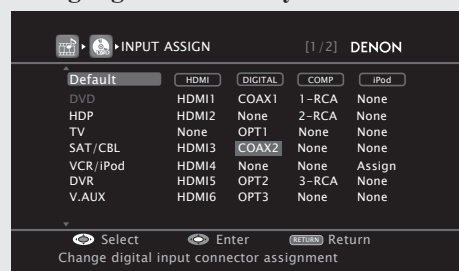 INPUT ASSIGN [1/2] DENON
Default HDMI DIGITAL COMP iPod
DVD HDMI1 COAX1 1-RCA None
HDP HDMI2 None 2-RCA None
TV None OPT1 None None
SAT/CBL HDMI3 COAX2 None None
VCR/iPod HDMI4 None None Assign
DVR HDMI5 OPT2 3-RCA None
V.AUX HDMI6 OPT3 None None
Select Enter RETURN Return
Change digital input connector assignment